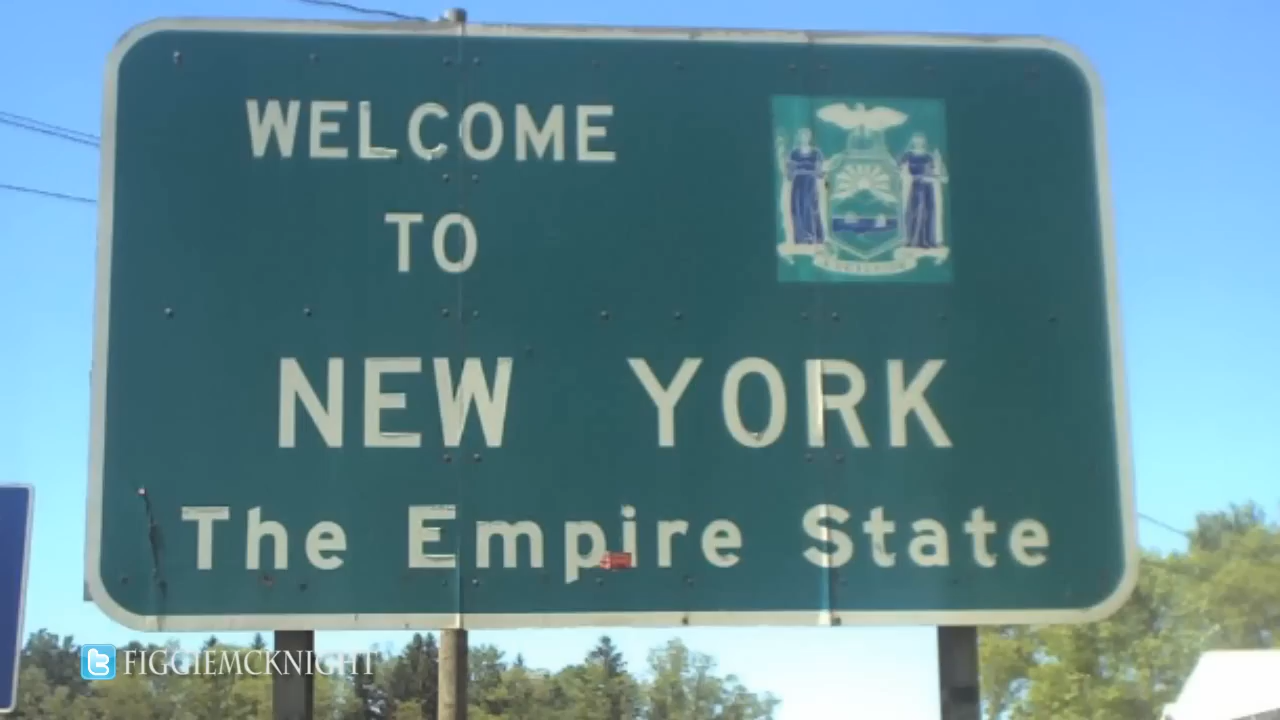 WELCOME
TO
NEW YORK
The Empire State
FIGGIEMCKNIGHT